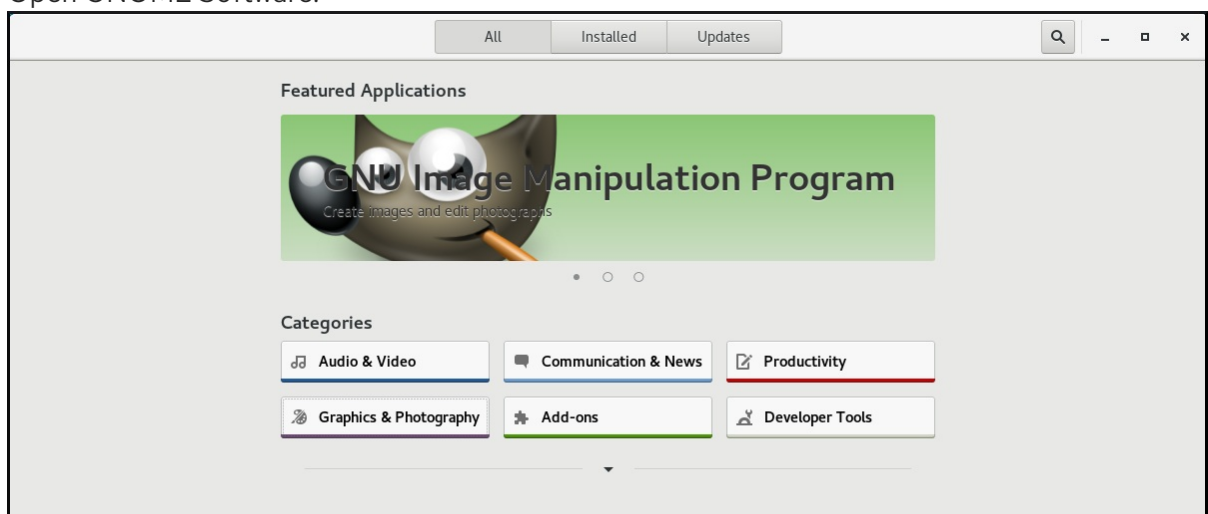 Open GNOME Software.
All Installed Updates
Featured Applications
GNU Image Manipulation Program
Create images and edit photographs
Categories
Audio & Video Communication & News Productivity
Graphics & Photography Add-ons Developer Tools